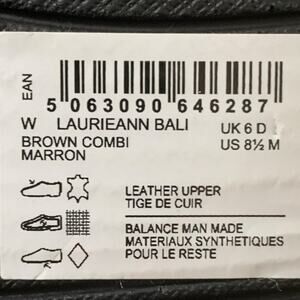 EAN
5 063090 646287
W LAURIEANN BALI
UK 6 D
BROWN COMBI
US 8½ M
MARRON
LEATHER UPPER
TIGE DE CUIR
BALANCE MAN MADE
MATERIAUX SYNTHETIQUES
POUR LE RESTE